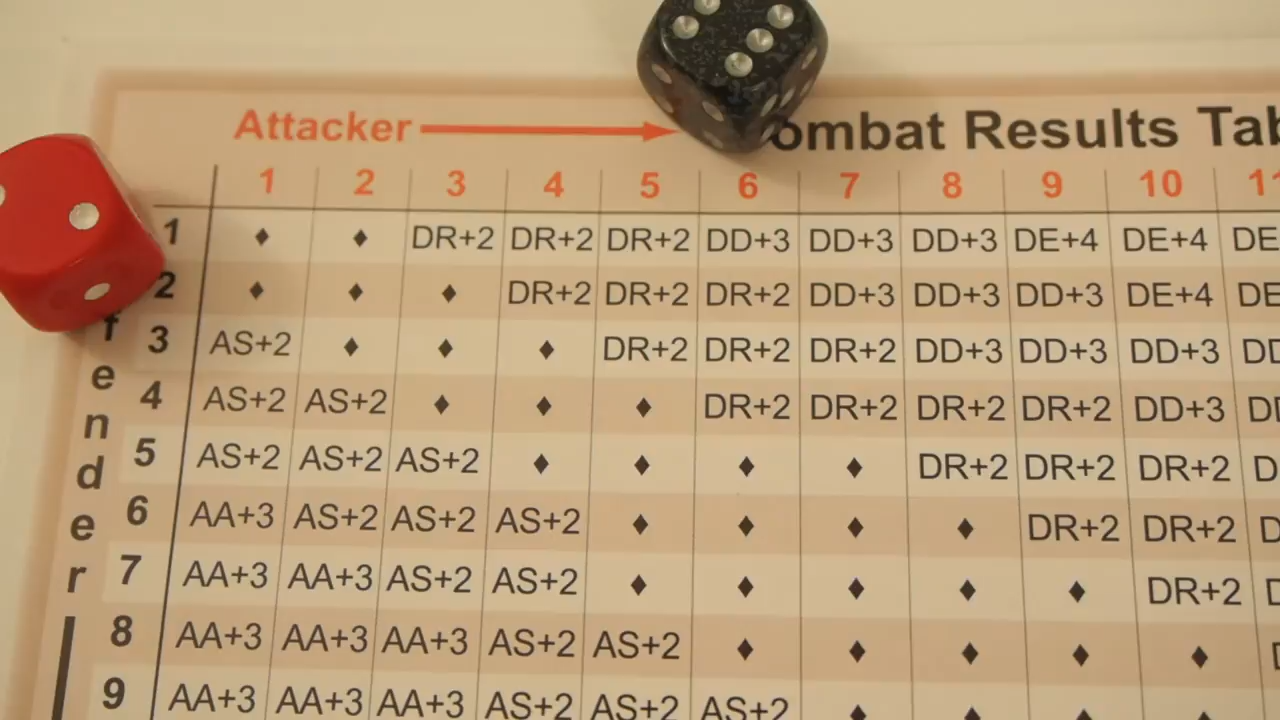 Attacker
ombat Results Tab
1 2 3 4 5 6 7 8 9 10 11
1 ♦ ♦ DR+2 DR+2 DR+2 DD+3 DD+3 DD+3 DE+4 DE+4 DE
2 ♦ ♦ ♦ DR+2 DR+2 DR+2 DD+3 DD+3 DD+3 DE+4 DE
3 AS+2 ♦ ♦ ♦ DR+2 DR+2 DR+2 DD+3 DD+3 DD+3 DD
4 AS+2 AS+2 ♦ ♦ ♦ DR+2 DR+2 DR+2 DR+2 DD+3 DD
5 AS+2 AS+2 AS+2 ♦ ♦ ♦ ♦ DR+2 DR+2 DR+2 D
6 AA+3 AS+2 AS+2 AS+2 ♦ ♦ ♦ ♦ DR+2 DR+2 D
7 AA+3 AA+3 AS+2 AS+2 ♦ ♦ ♦ ♦ ♦ DR+2 D
8 AA+3 AA+3 AA+3 AS+2 AS+2 ♦ ♦ ♦ ♦ ♦ D
9 AA+3 AA+3 AA+3 AS+2 AS+2 AS+2 ♦ ♦ ♦ ♦
fender